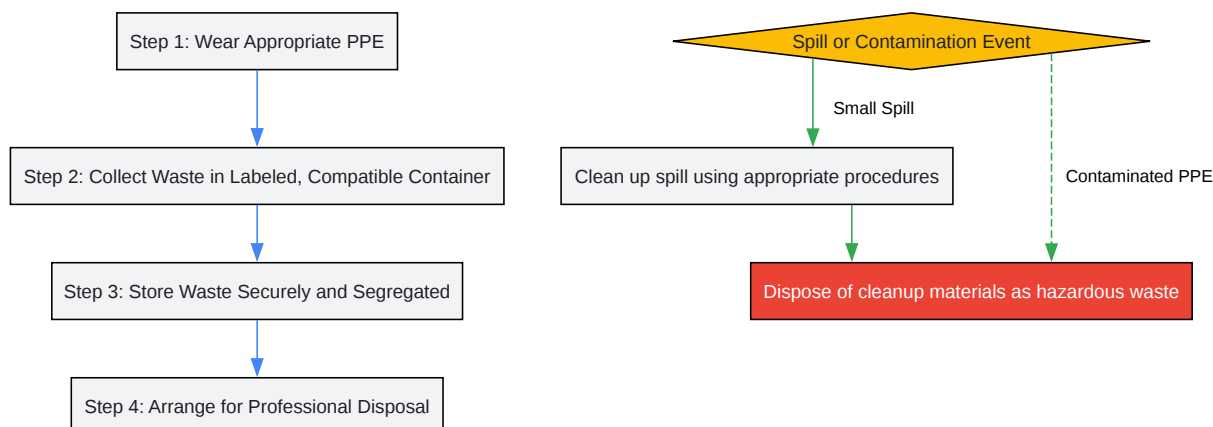 Step 1: Wear Appropriate PPE
Step 2: Collect Waste in Labeled, Compatible Container
Step 3: Store Waste Securely and Segregated
Step 4: Arrange for Professional Disposal
Spill or Contamination Event
Small Spill
Clean up spill using appropriate procedures
Contaminated PPE
Dispose of cleanup materials as hazardous waste